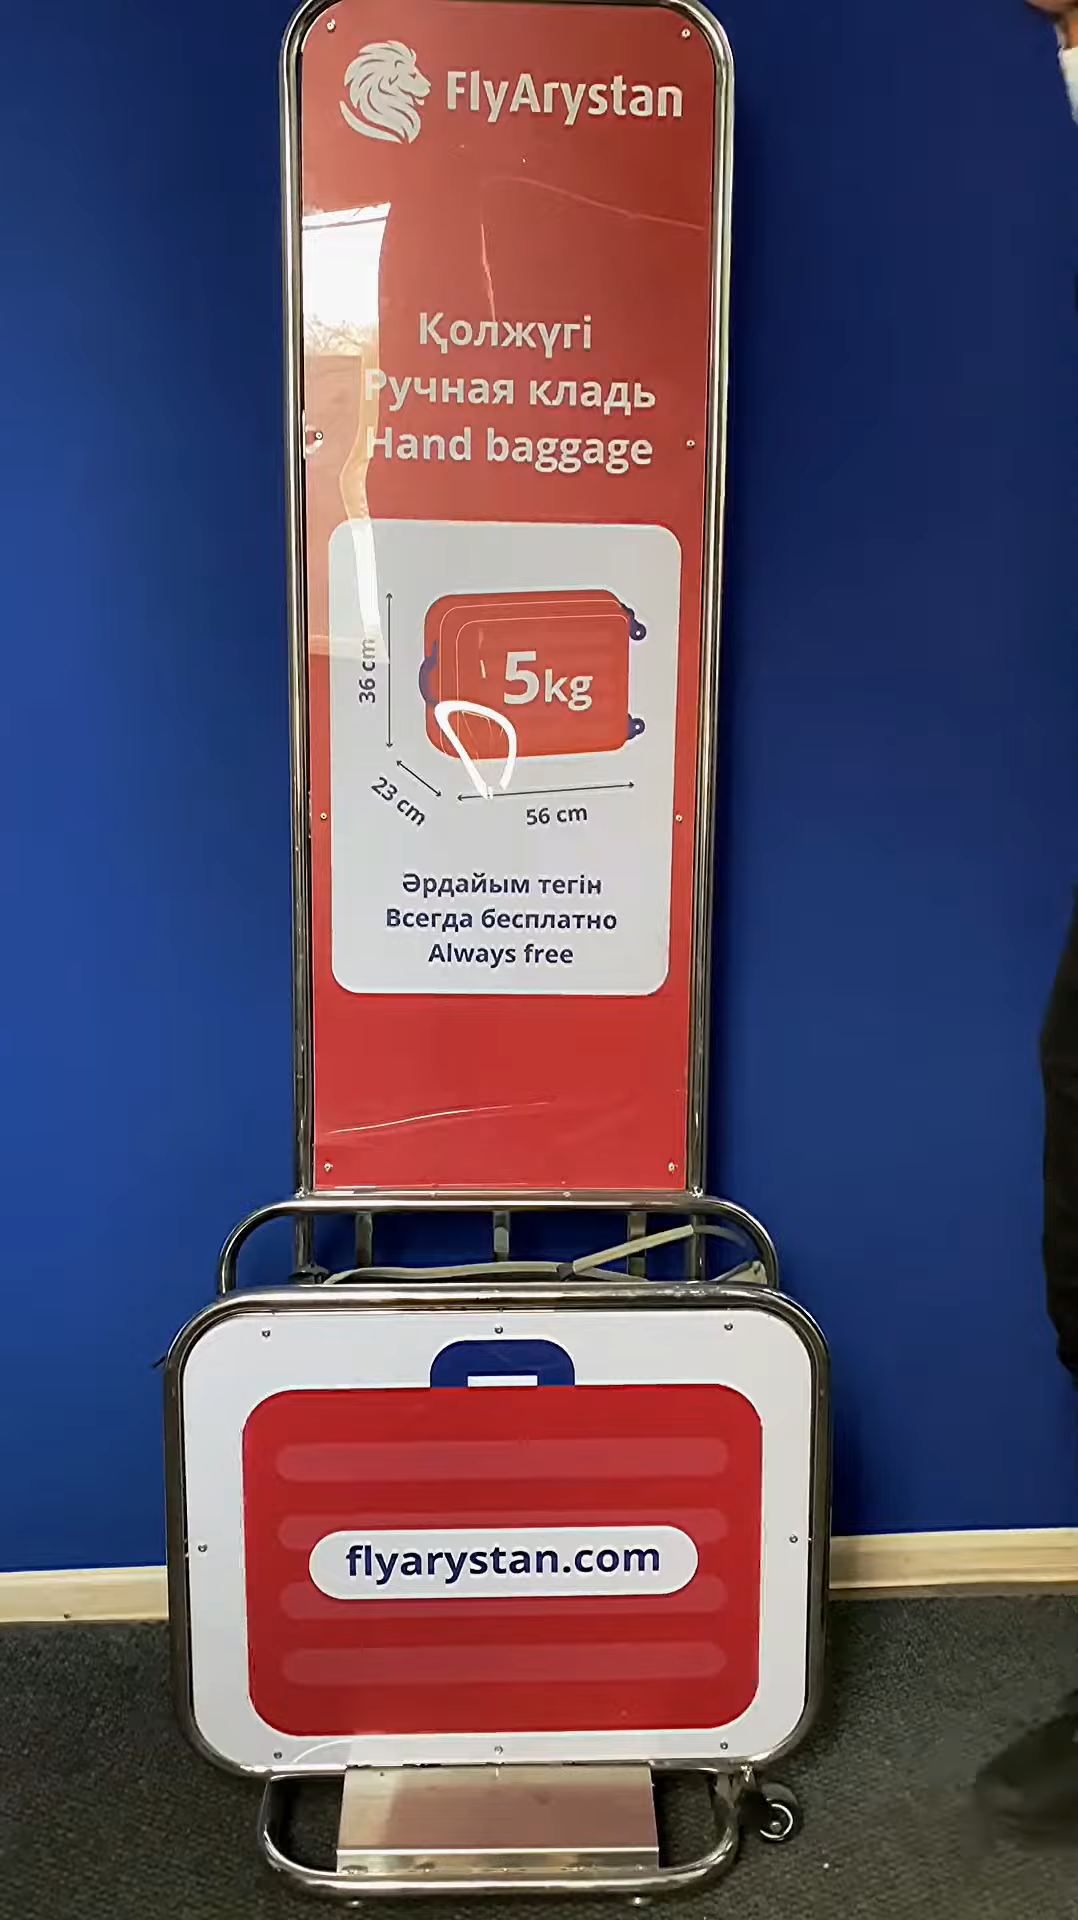 FlyArystan
Қолжүгі
Ручная кладь
Hand baggage
36 cm
5kg
23 cm
56 cm
Әрдайым тегін
Всегда бесплатно
Always free
flyarystan.com